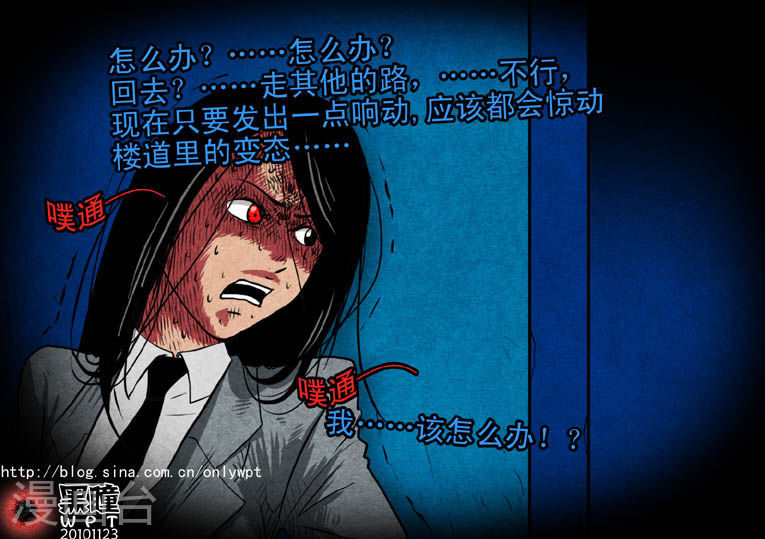 怎么办？……怎么办？
回去？……走其他的路，……不行，
现在只要发出一点响动,应该都会惊动
楼道里的变态……
噗通
噗通
我……该怎么办！？
http://blog.sina.com.cn/onlywpt
黑瞳
漫画台
WPT
20101123